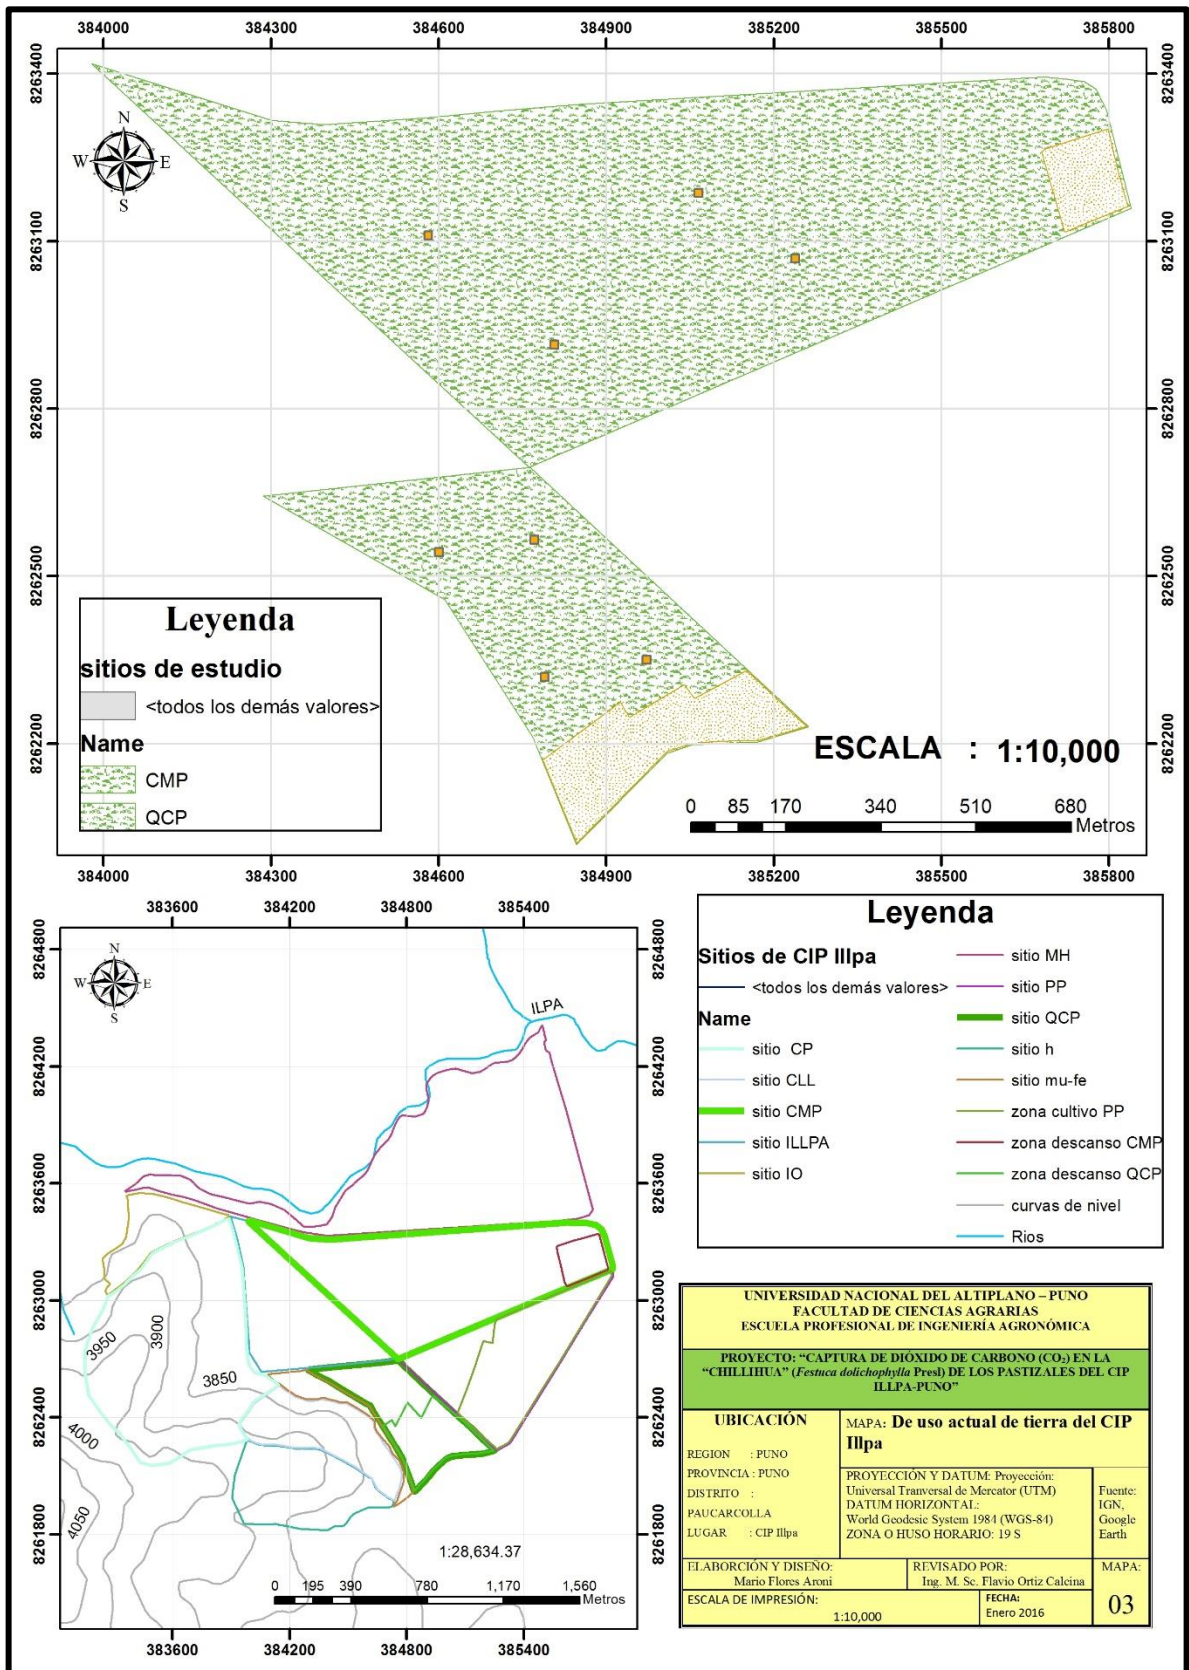 384000 384300 384600 384900 385200 385500 385800
8263400 8263400
N
W E
S
8263100 8263100
8262800 8262800
8262500 8262500
8262200 8262200
Leyenda
sitios de estudio
<todos los demás valores>
Name
CMP
QCP
ESCALA : 1:10,000
0 85 170 340 510 680
Metros
384000 384300 384600 384900 385200 385500 385800
383600 384200 384800 385400
8264800 8264800
N
W E
S
ILPA
8264200 8264200
8263600 8263600
8263000 8263000
3950
3900
3850
8262400 8262400
4000
4050
8261800 8261800
1:28,634.37
0 195 390 780 1,170 1,560
Metros
383600 384200 384800 385400
Leyenda
Sitios de CIP Illpa
<todos los demás valores>
Name
sitio CP
sitio CLL
sitio CMP
sitio ILLPA
sitio IO
sitio MH
sitio PP
sitio QCP
sitio h
sitio mu-fe
zona cultivo PP
zona descanso CMP
zona descanso QCP
curvas de nivel
Rios
UNIVERSIDAD NACIONAL DEL ALTIPLANO – PUNO
FACULTAD DE CIENCIAS AGRARIAS
ESCUELA PROFESIONAL DE INGENIERÍA AGRONÓMICA
PROYECTO: “CAPTURA DE DIÓXIDO DE CARBONO (CO₂) EN LA
“CHILLIHUA” (Festuca dolichophylla Presl) DE LOS PASTIZALES DEL CIP
ILLPA-PUNO”
UBICACIÓN
REGION : PUNO
PROVINCIA : PUNO
DISTRITO :
PAUCARCOLLA
LUGAR : CIP Illpa
MAPA: De uso actual de tierra del CIP
Illpa
PROYECCIÓN Y DATUM: Proyección:
Universal Tranversal de Mercator (UTM)
DATUM HORIZONTAL:
World Geodesic System 1984 (WGS-84)
ZONA O HUSO HORARIO: 19 S
Fuente:
IGN,
Google
Earth
ELABORCIÓN Y DISEÑO:
Mario Flores Aroni
REVISADO POR:
Ing. M. Sc. Flavio Ortiz Calcina
MAPA:
03
ESCALA DE IMPRESIÓN:
1:10,000
FECHA:
Enero 2016